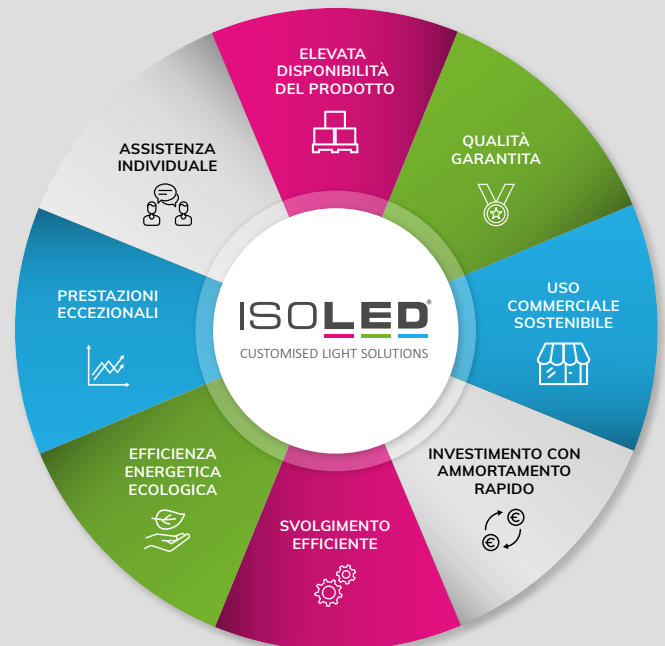 ELEVATA
DISPONIBILITÀ
DEL PRODOTTO
QUALITÀ
GARANTITA
USO
COMMERCIALE
SOSTENIBILE
INVESTIMENTO CON
AMMORTAMENTO
RAPIDO
SVOLGIMENTO
EFFICIENTE
EFFICIENZA
ENERGETICA
ECOLOGICA
PRESTAZIONI
ECCEZIONALI
ASSISTENZA
INDIVIDUALE
ISOLED®
CUSTOMISED LIGHT SOLUTIONS